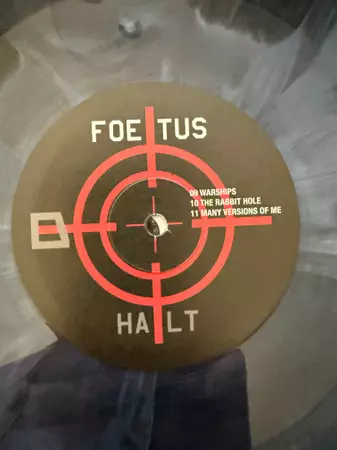 FOETUS
09 WARSHIPS
10 THE RABBIT HOLE
11 MANY VERSIONS OF ME
D
HALT